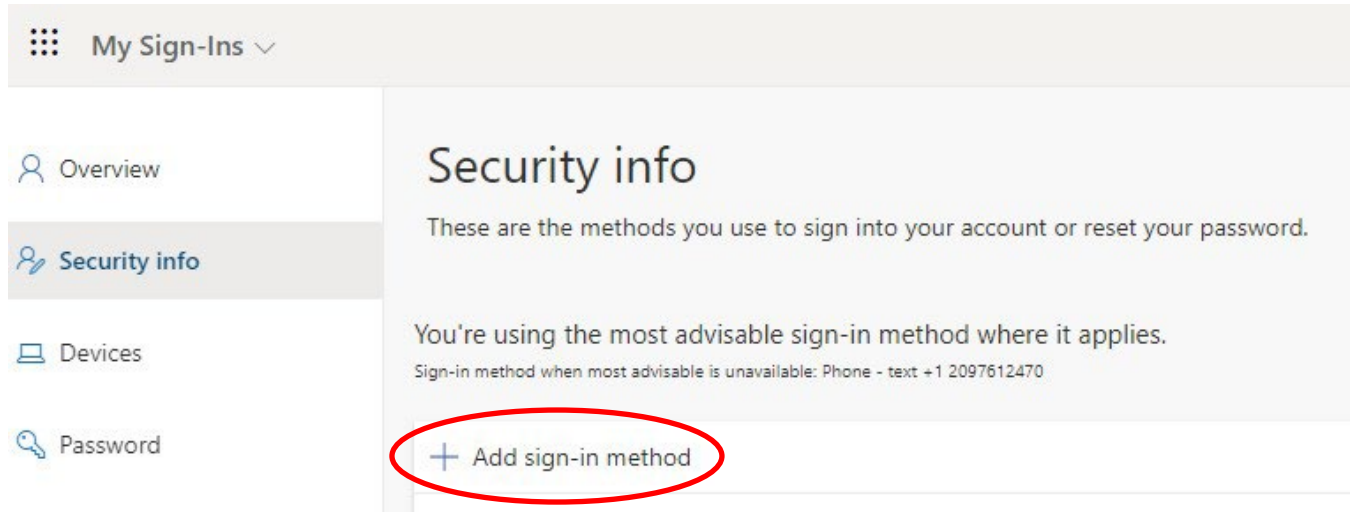 My Sign-Ins
Overview
Security info
Devices
Password
Security info
These are the methods you use to sign into your account or reset your password.
You're using the most advisable sign-in method where it applies.
Sign-in method when most advisable is unavailable: Phone - text +1 2097612470
+ Add sign-in method